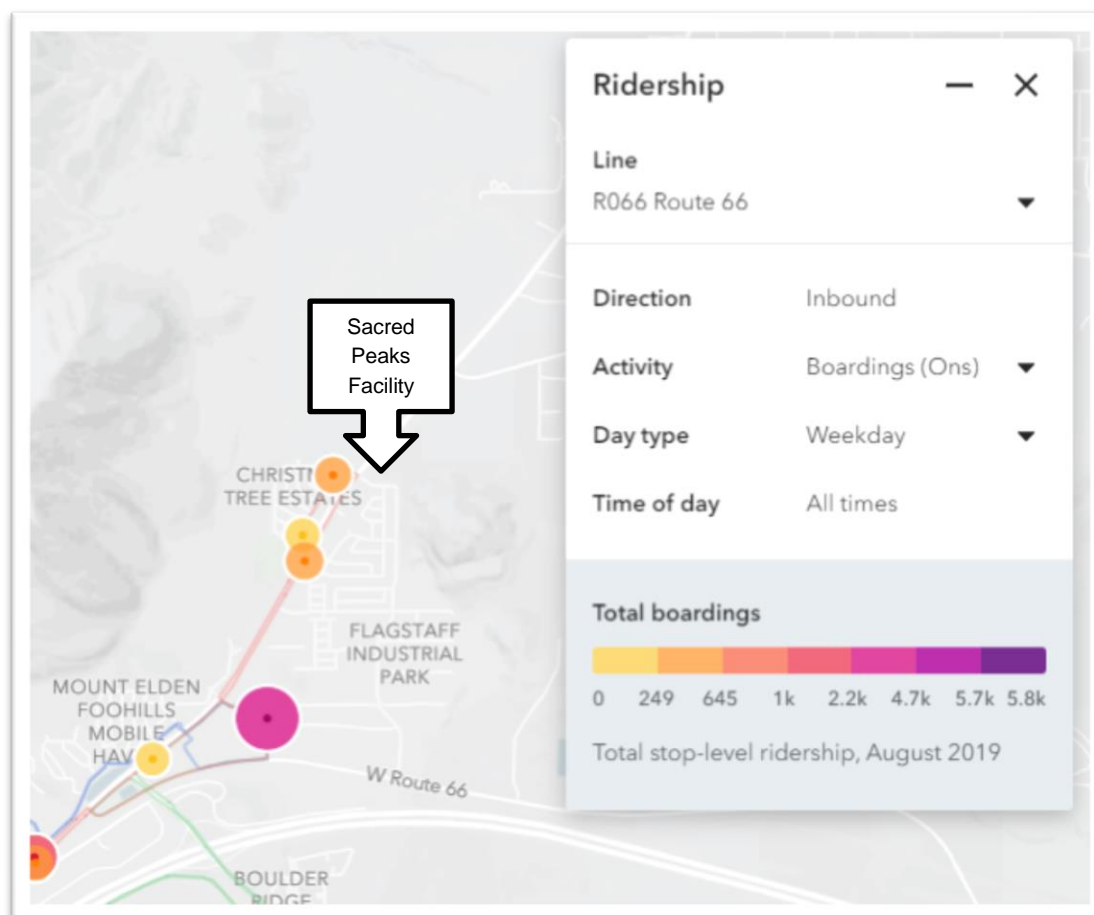 Ridership
Line
R066 Route 66
Direction Inbound
Activity Boardings (Ons)
Day type Weekday
Time of day All times
Total boardings
0 249 645 1k 2.2k 4.7k 5.7k 5.8k
Total stop-level ridership, August 2019
Sacred
Peaks
Facility
CHRISTM
TREE ESTATES
FLAGSTAFF
INDUSTRIAL
PARK
MOUNT ELDEN
FOOHILLS
MOBILE
HAV
W Route 66
BOULDER
RIDGE